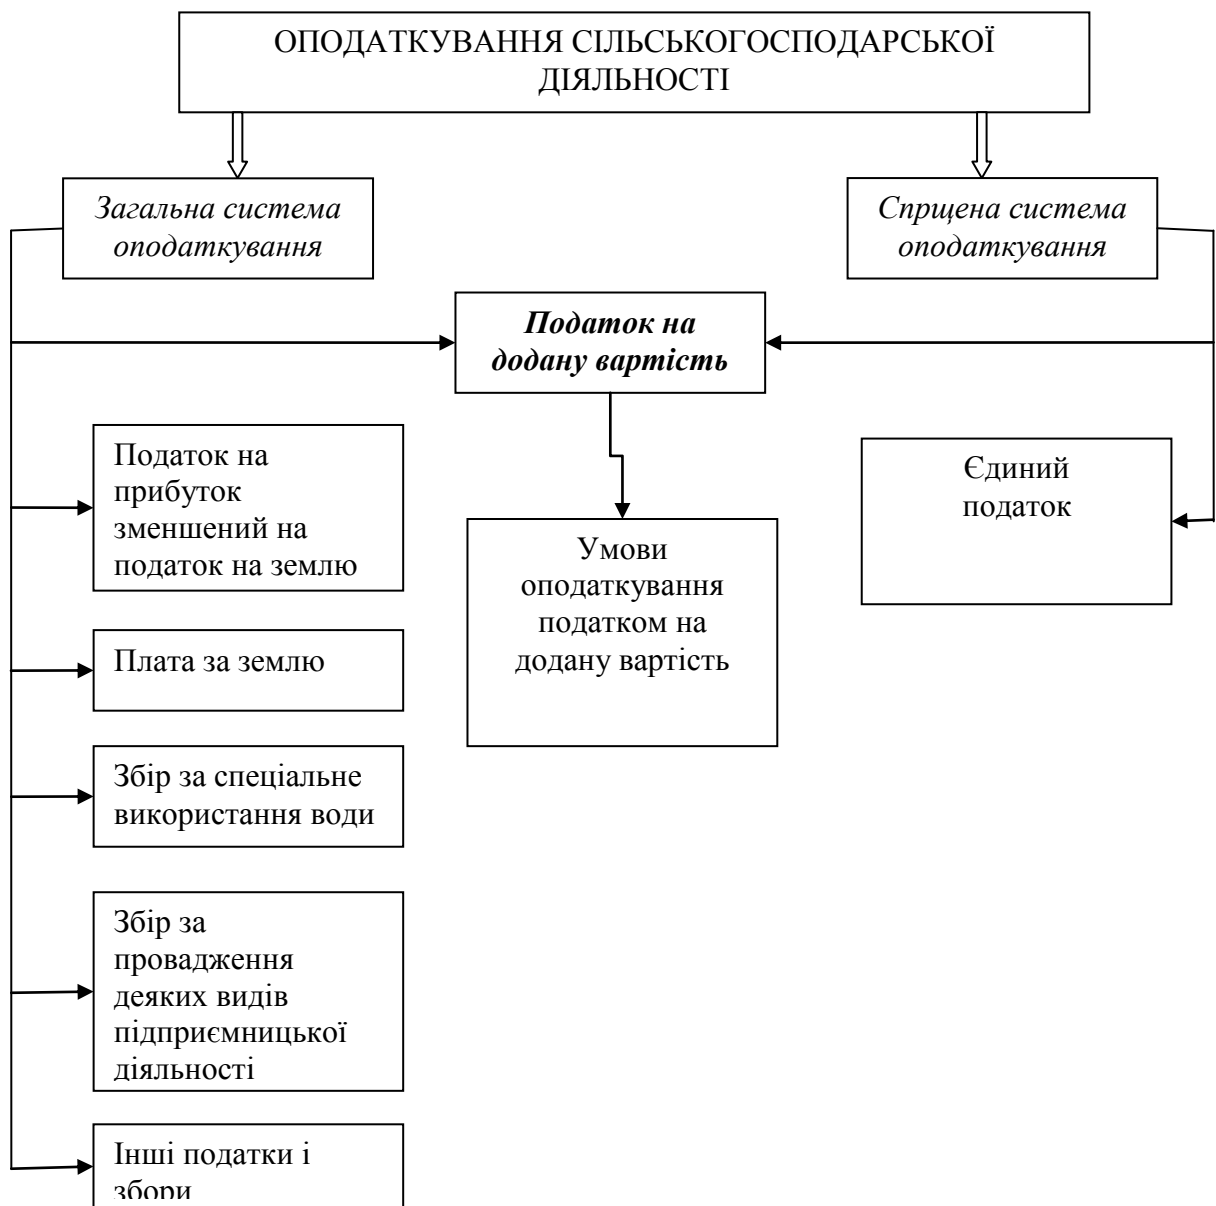 ОПОДАТКУВАННЯ СІЛЬСЬКОГОСПОДАРСЬКОЇ
ДІЯЛЬНОСТІ
Загальна система
оподаткування
Спрщена система
оподаткування
Податок на
додану вартість
Податок на
прибуток
зменшений на
податок на землю
Єдиний
податок
Умови
оподаткування
податком на
додану вартість
Плата за землю
Збір за спеціальне
використання води
Збір за
провадження
деяких видів
підприємницької
діяльності
Інші податки і
збори